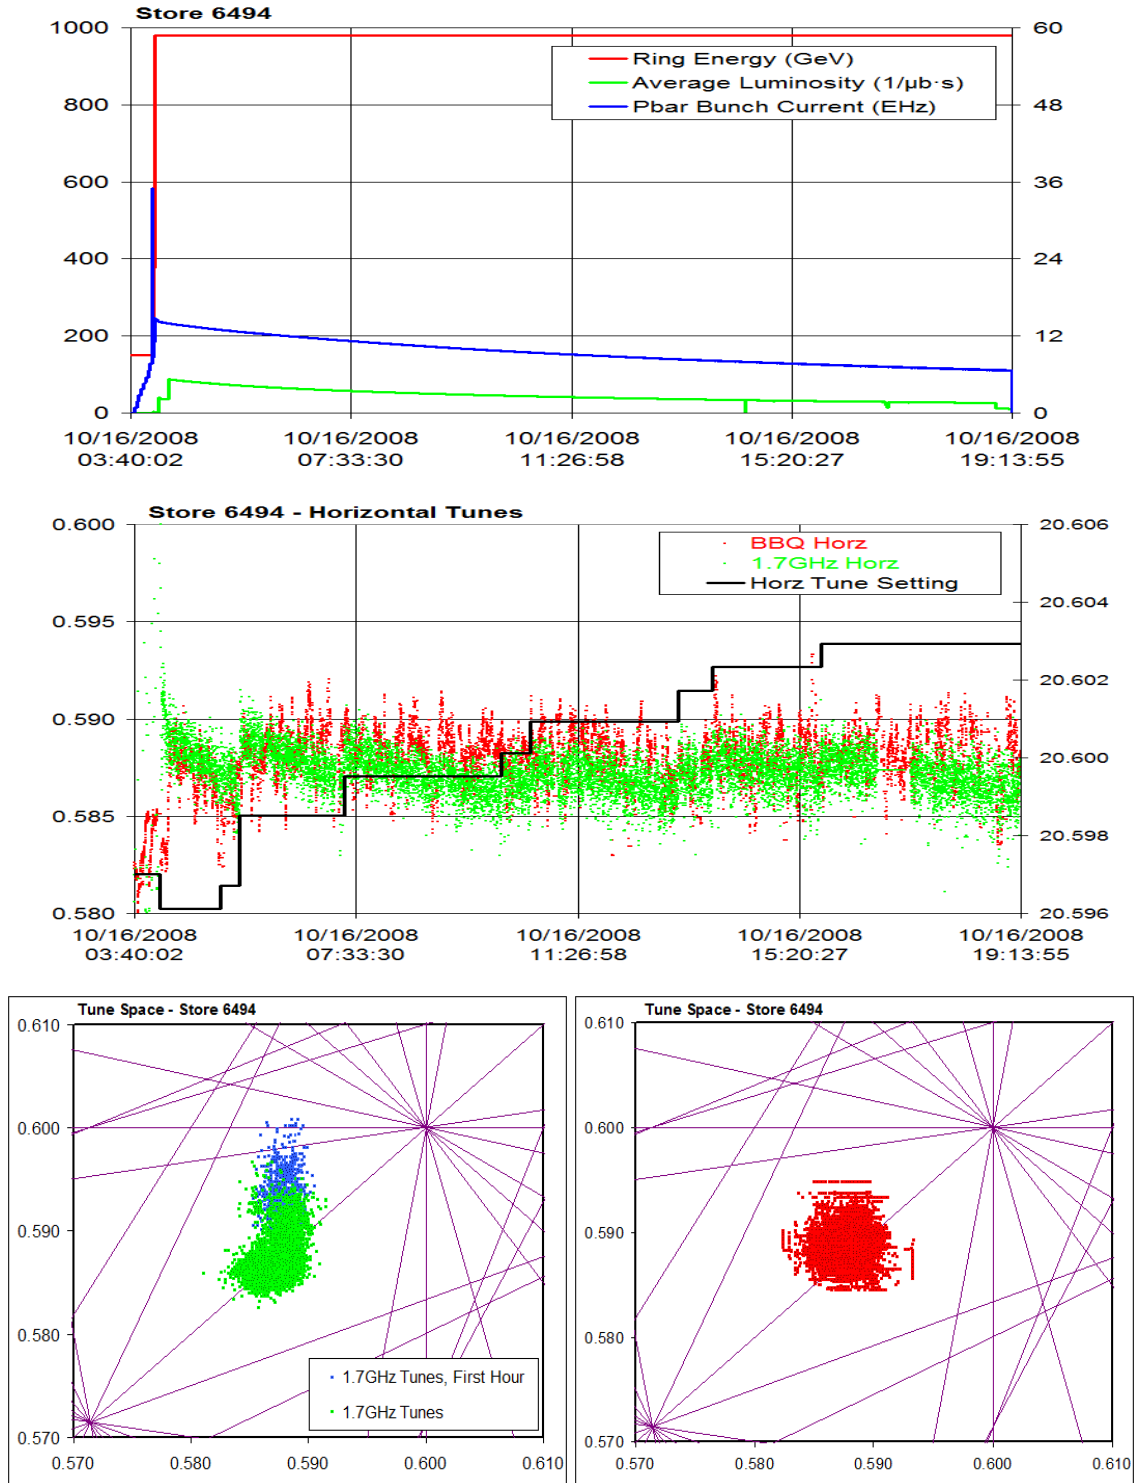 Store 6494
1000
800
600
400
200
0
60
48
36
24
12
0
Ring Energy (GeV)
Average Luminosity (1/µb·s)
Pbar Bunch Current (EHz)
10/16/2008 10/16/2008 10/16/2008 10/16/2008 10/16/2008
03:40:02 07:33:30 11:26:58 15:20:27 19:13:55
Store 6494 - Horizontal Tunes
0.600
0.595
0.590
0.585
0.580
20.606
20.604
20.602
20.600
20.598
20.596
BBQ Horz
1.7GHz Horz
Horz Tune Setting
10/16/2008 10/16/2008 10/16/2008 10/16/2008 10/16/2008
03:40:02 07:33:30 11:26:58 15:20:27 19:13:55
Tune Space - Store 6494
0.610
0.600
0.590
0.580
0.570
1.7GHz Tunes, First Hour
1.7GHz Tunes
0.570 0.580 0.590 0.600 0.610
Tune Space - Store 6494
0.610
0.600
0.590
0.580
0.570
0.570 0.580 0.590 0.600 0.610